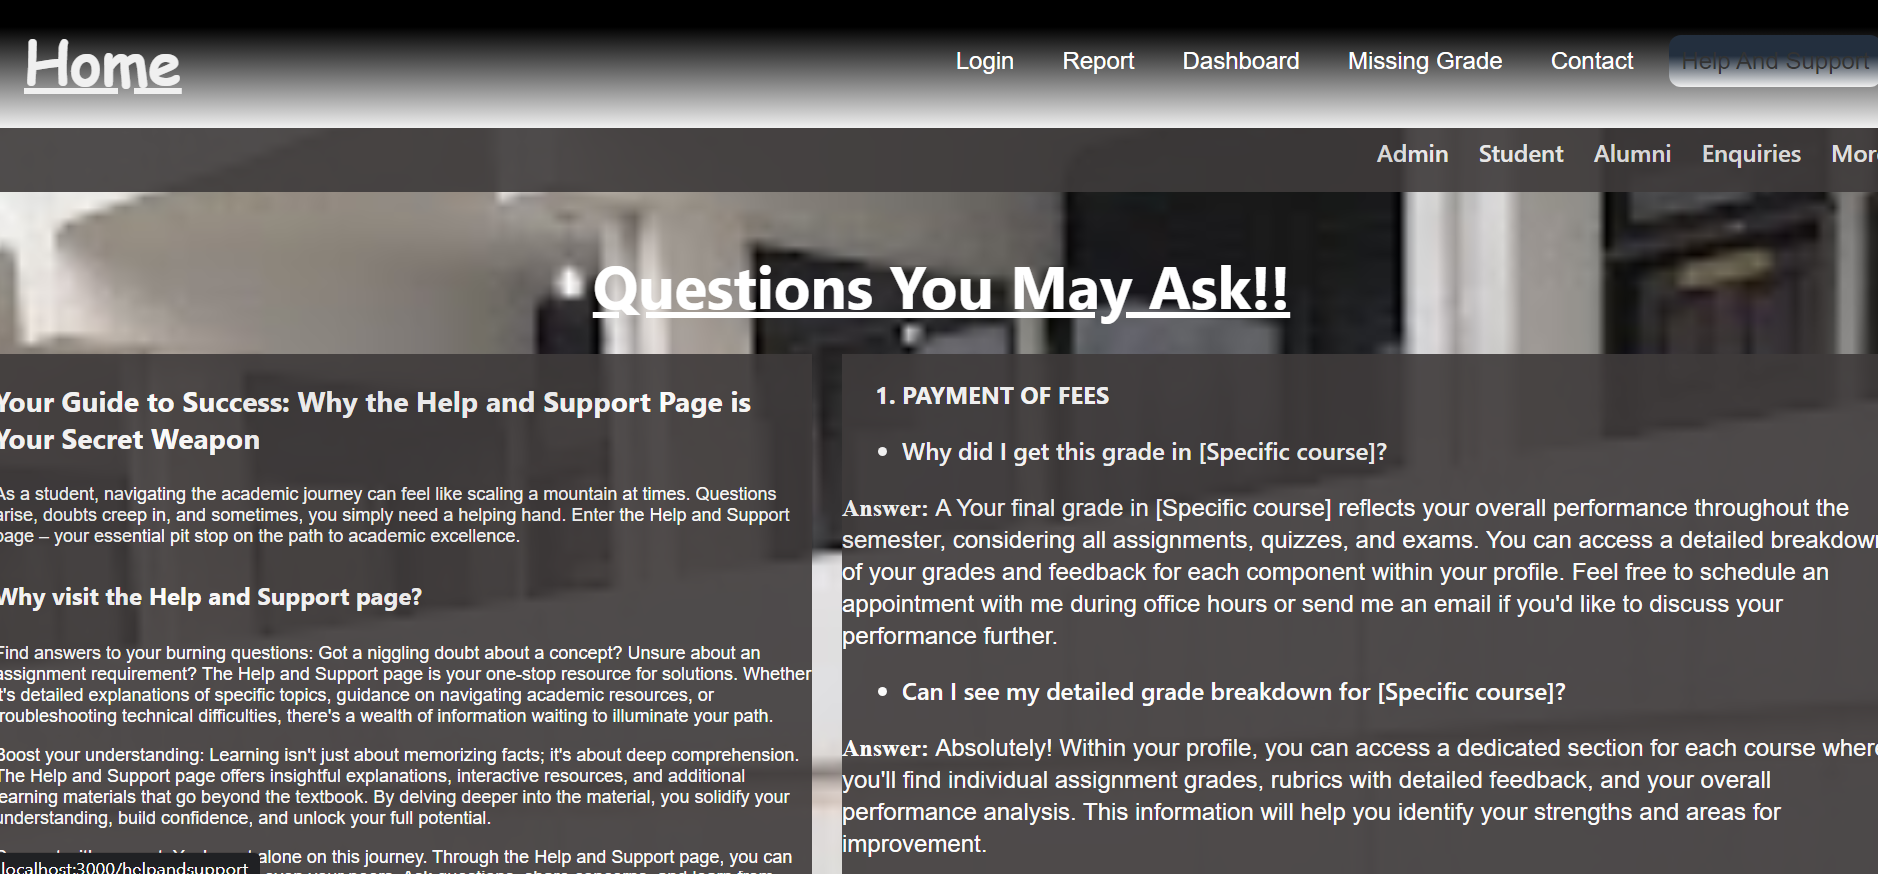 Home
Login Report Dashboard Missing Grade Contact Help And Support
Admin Student Alumni Enquiries
Questions You May Ask!!
Your Guide to Success: Why the Help and Support Page is
Your Secret Weapon
As a student, navigating the academic journey can feel like scaling a mountain at times. Questions
arise, doubts creep in, and sometimes, you simply need a helping hand. Enter the Help and Support
page – your essential pit stop on the path to academic excellence.
Why visit the Help and Support page?
Find answers to your burning questions: Got a niggling doubt about a concept? Unsure about an
assignment requirement? The Help and Support page is your one-stop resource for solutions. Whether
it's detailed explanations of specific topics, guidance on navigating academic resources, or
troubleshooting technical difficulties, there's a wealth of information waiting to illuminate your path.
Boost your understanding: Learning isn't just about memorizing facts; it's about deep comprehension.
The Help and Support page offers insightful explanations, interactive resources, and additional
learning materials that go beyond the textbook. By delving deeper into the material, you solidify your
understanding, build confidence, and unlock your full potential.
alone on this journey. Through the Help and Support page, you can
localhost:3000/helpandsupport
1. PAYMENT OF FEES
• Why did I get this grade in [Specific course]?
Answer: A Your final grade in [Specific course] reflects your overall performance throughout the
semester, considering all assignments, quizzes, and exams. You can access a detailed breakdown
of your grades and feedback for each component within your profile. Feel free to schedule an
appointment with me during office hours or send me an email if you'd like to discuss your
performance further.
• Can I see my detailed grade breakdown for [Specific course]?
Answer: Absolutely! Within your profile, you can access a dedicated section for each course where
you'll find individual assignment grades, rubrics with detailed feedback, and your overall
performance analysis. This information will help you identify your strengths and areas for
improvement.